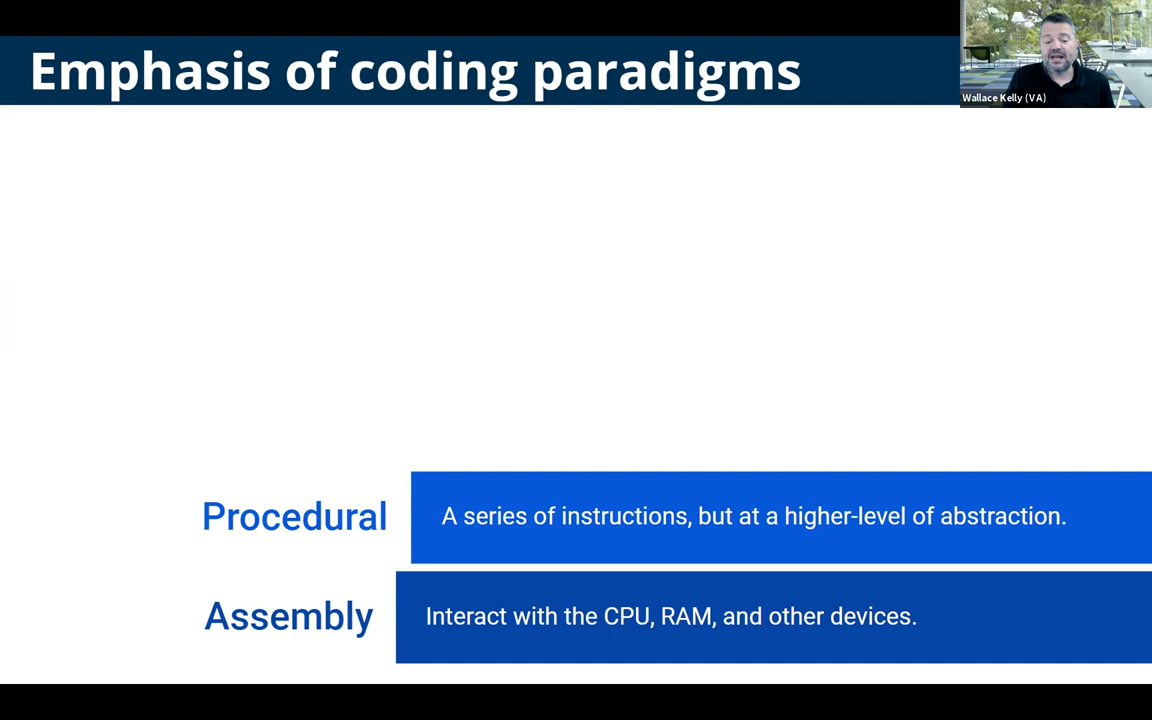 Emphasis of coding paradigms
Wallace Kelly (VA)
Procedural
A series of instructions, but at a higher-level of abstraction.
Assembly
Interact with the CPU, RAM, and other devices.